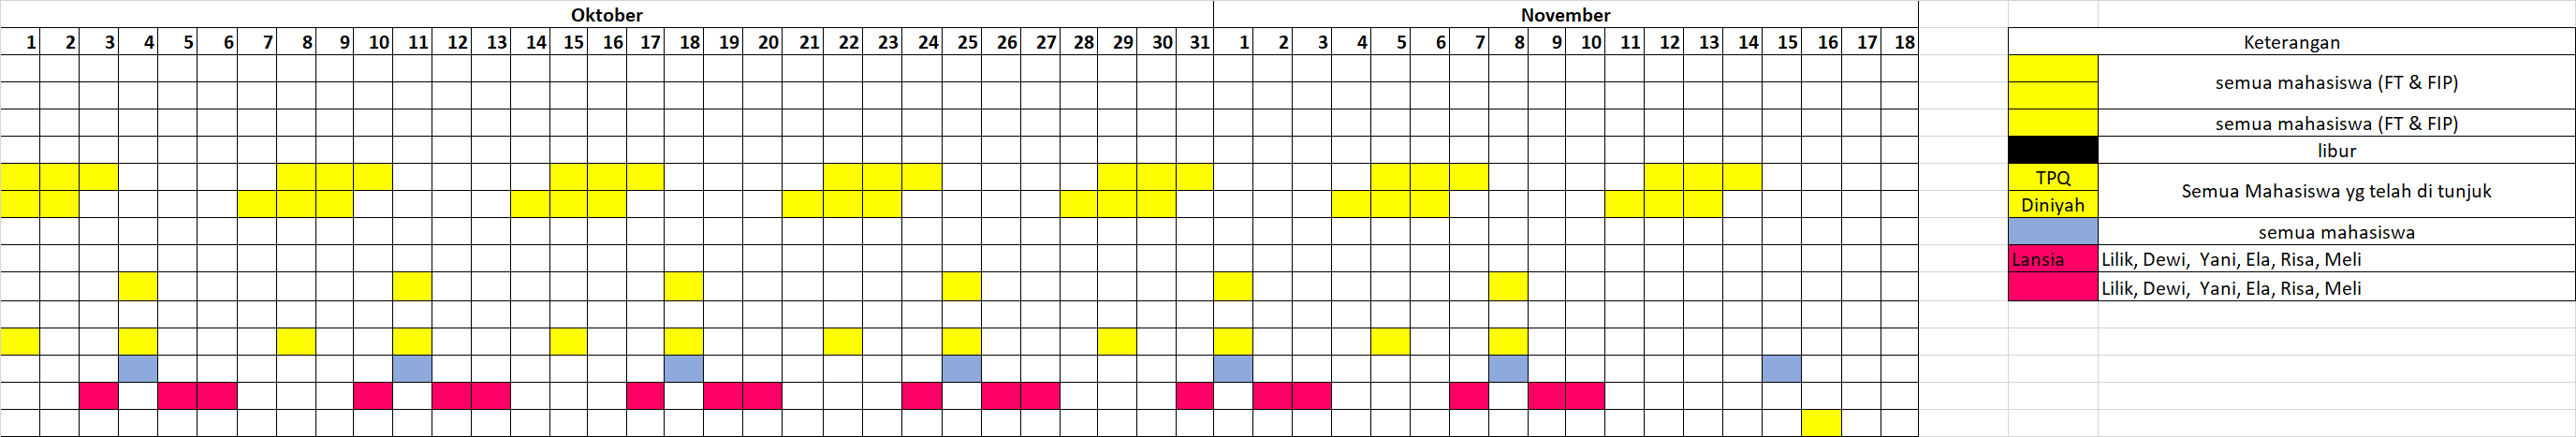 Oktober November
1 2 3 4 5 6 7 8 9 10 11 12 13 14 15 16 17 18 19 20 21 22 23 24 25 26 27 28 29 30 31 1 2 3 4 5 6 7 8 9 10 11 12 13 14 15 16 17 18 Keterangan
semua mahasiswa (FT & FIP)
semua mahasiswa (FT & FIP)
libur
TPQ
Semua Mahasiswa yg telah di tunjuk
Diniyah
semua mahasiswa
Lansia Lilik, Dewi, Yani, Ela, Risa, Meli
Lilik, Dewi, Yani, Ela, Risa, Meli